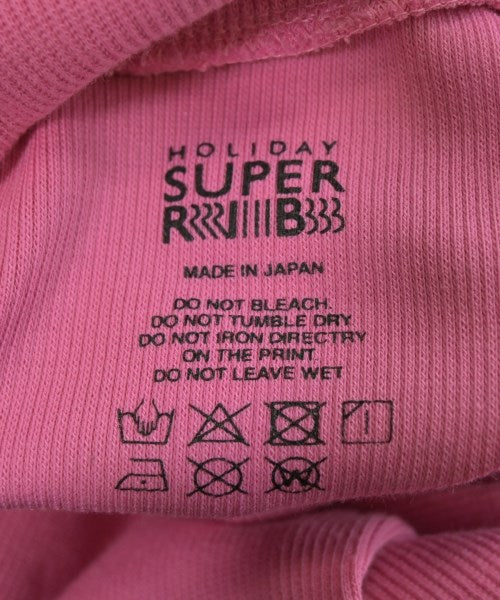 HOLIDAY
SUPER
RIB
MADE IN JAPAN
DO NOT BLEACH.
DO NOT TUMBLE DRY.
DO NOT IRON DIRECTRY
ON THE PRINT.
DO NOT LEAVE WET
W